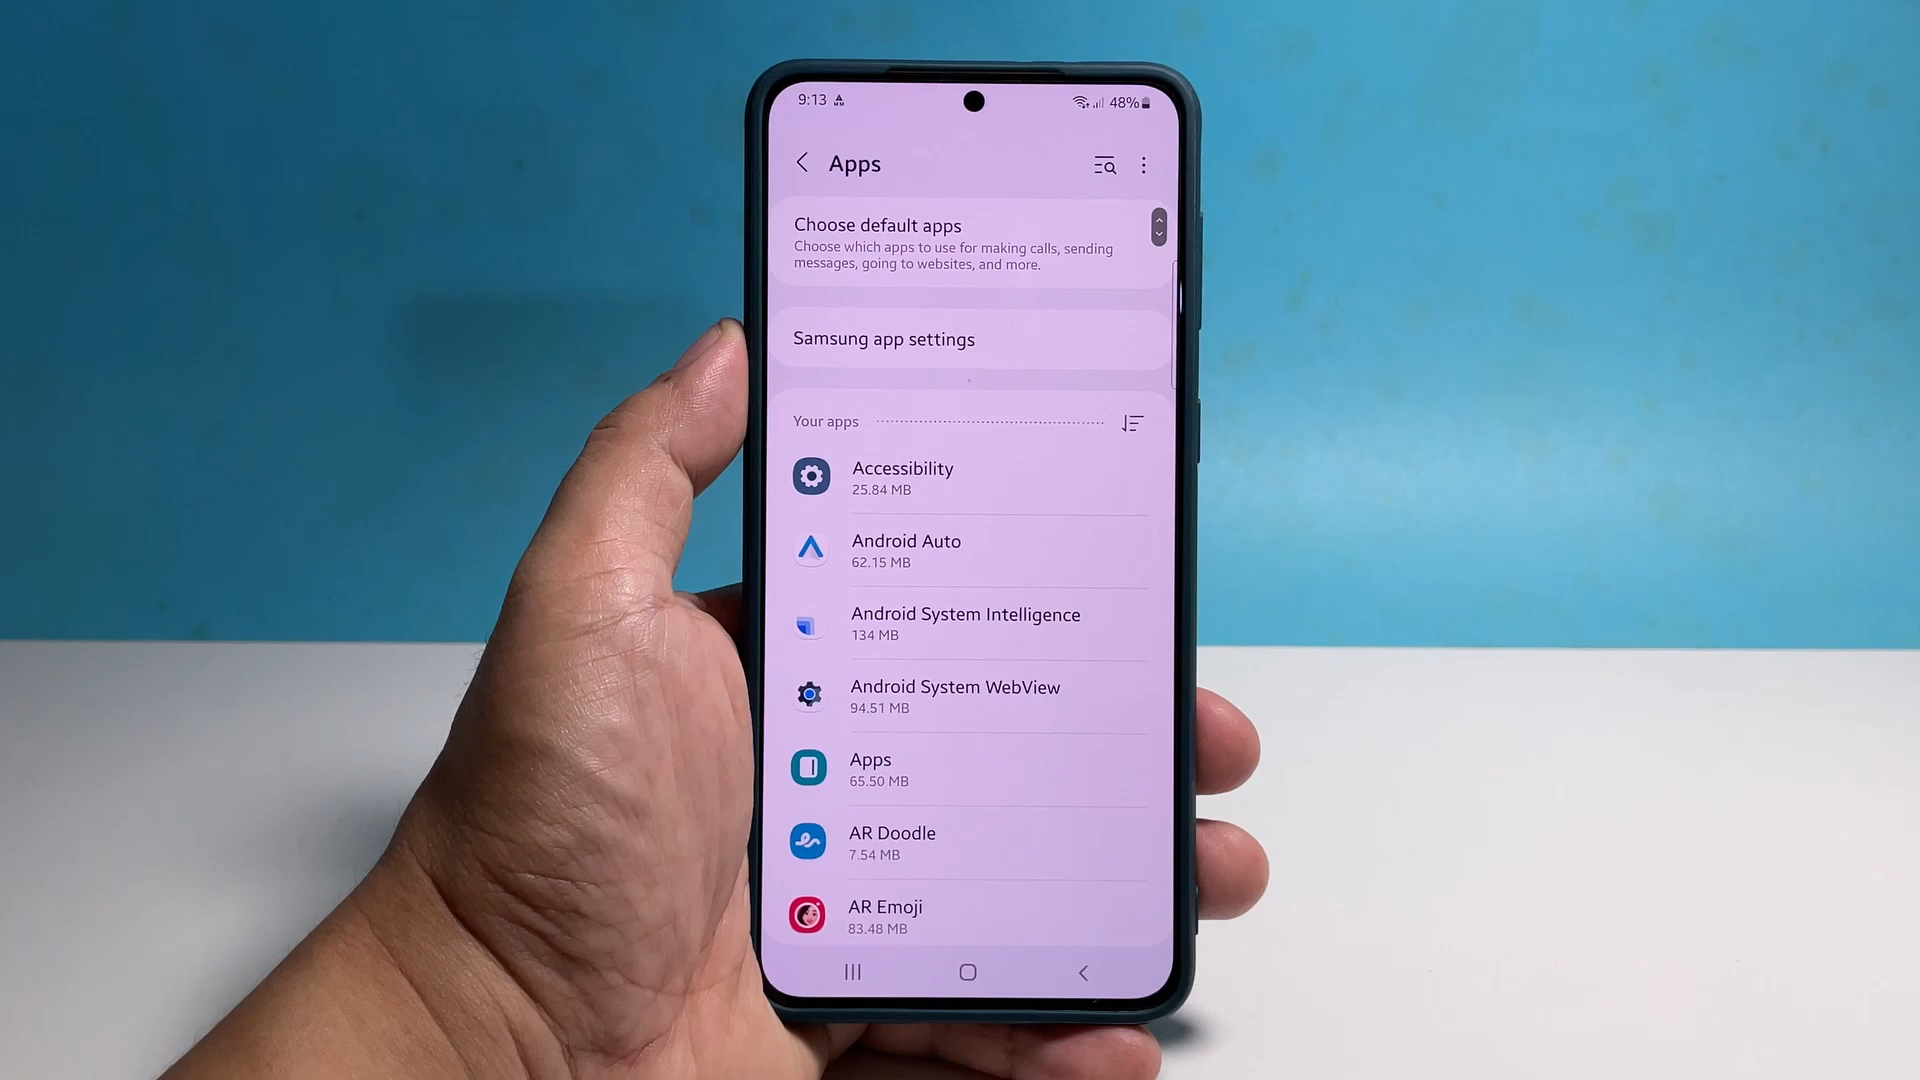 9:13
48%
Apps
Choose default apps
Choose which apps to use for making calls, sending
messages, going to websites, and more.
Samsung app settings
Your apps
Accessibility
25.84 MB
Android Auto
62.15 MB
Android System Intelligence
134 MB
Android System WebView
94.51 MB
Apps
65.50 MB
AR Doodle
7.54 MB
AR Emoji
83.48 MB